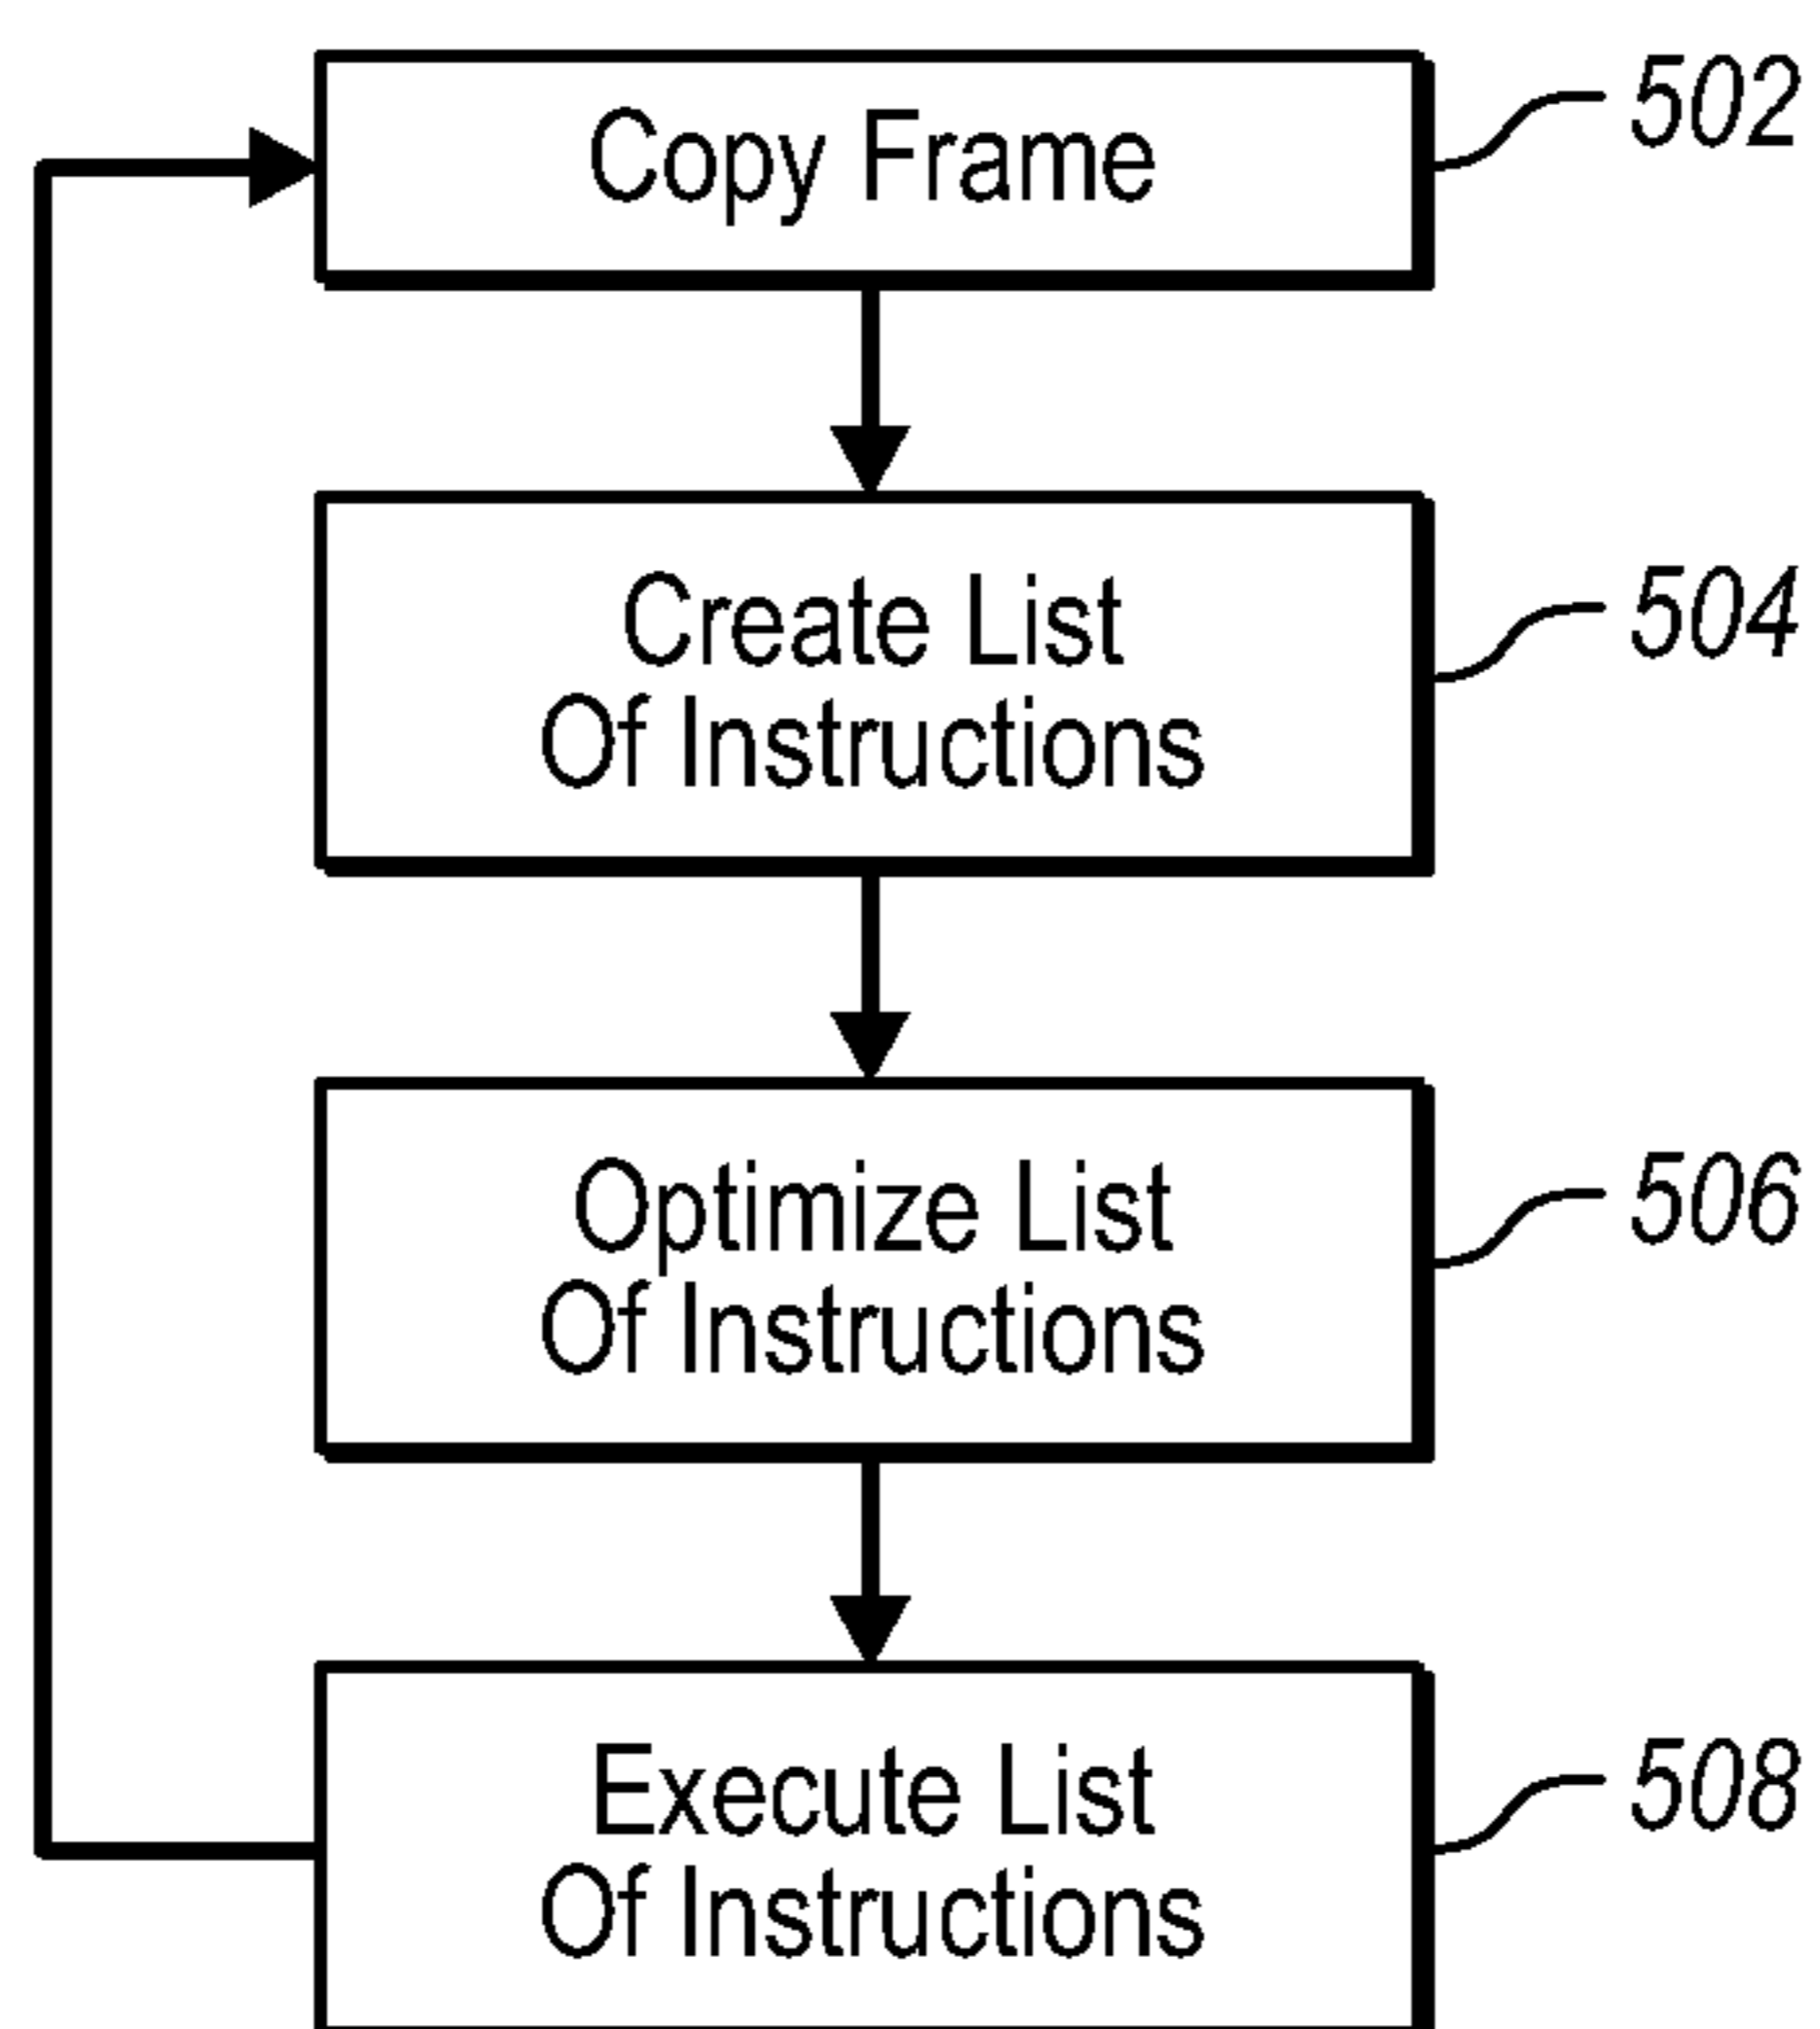 Copy Frame
502
Create List
Of Instructions
504
Optimize List
Of Instructions
506
Execute List
Of Instructions
508